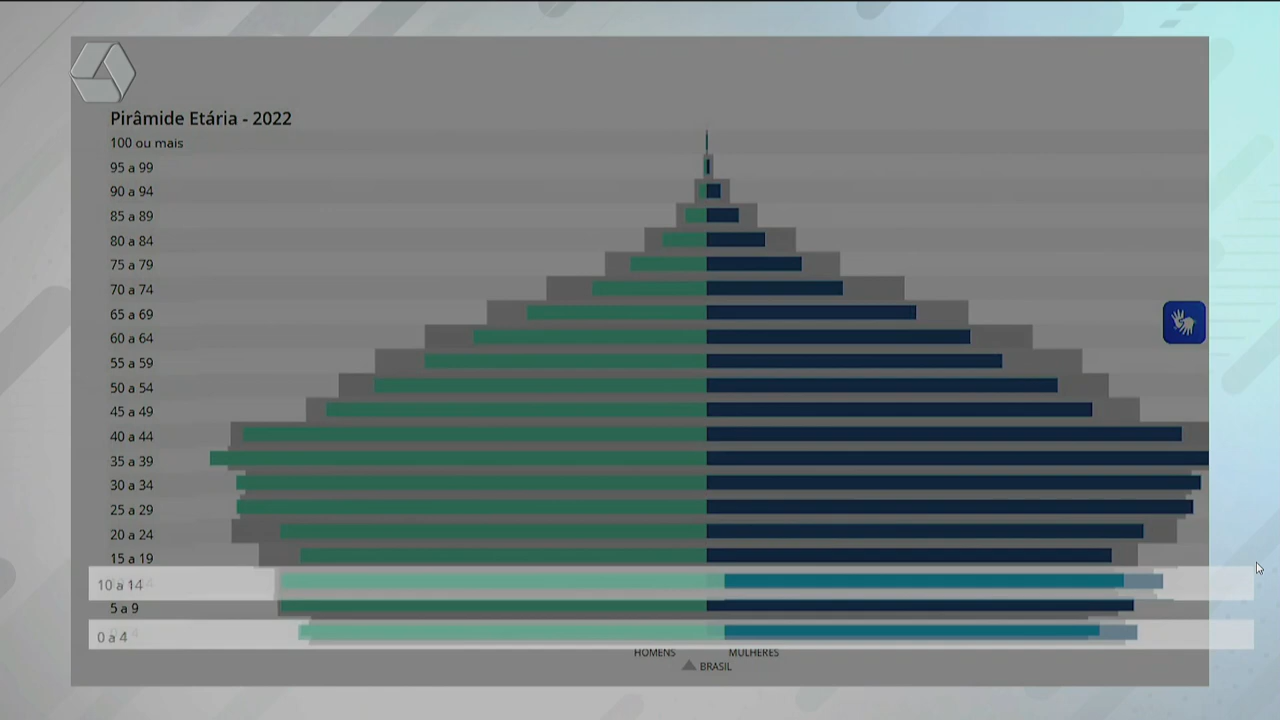 Pirâmide Etária - 2022
100 ou mais
95 a 99
90 a 94
85 a 89
80 a 84
75 a 79
70 a 74
65 a 69
60 a 64
55 a 59
50 a 54
45 a 49
40 a 44
35 a 39
30 a 34
25 a 29
20 a 24
15 a 19
10 a 14
5 a 9
0 a 4
HOMENS MULHERES
BRASIL